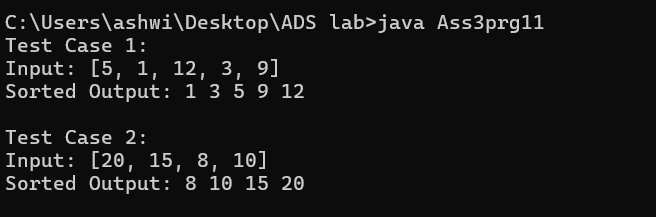 C:\Users\ashwi\Desktop\ADS lab>java Ass3prg11
Test Case 1:
Input: [5, 1, 12, 3, 9]
Sorted Output: 1 3 5 9 12
Test Case 2:
Input: [20, 15, 8, 10]
Sorted Output: 8 10 15 20